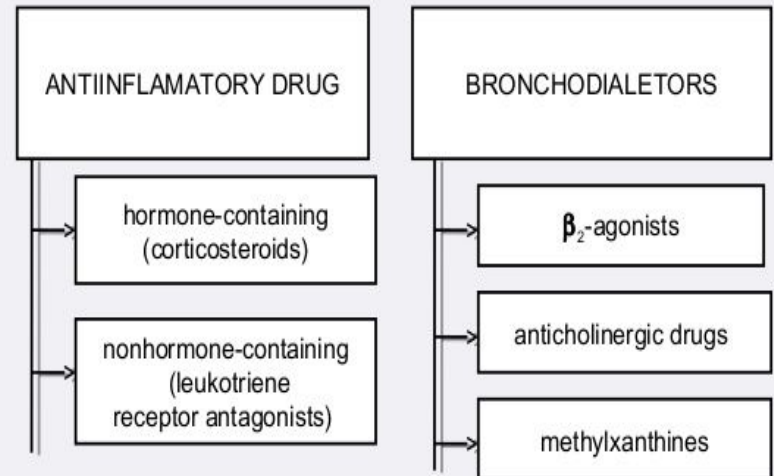 ANTIINFLAMATORY DRUG
hormone-containing
(corticosteroids)
nonhormone-containing
(leukotriene
receptor antagonists)
BRONCHODIALETORS
β₂-agonists
anticholinergic drugs
methylxanthines